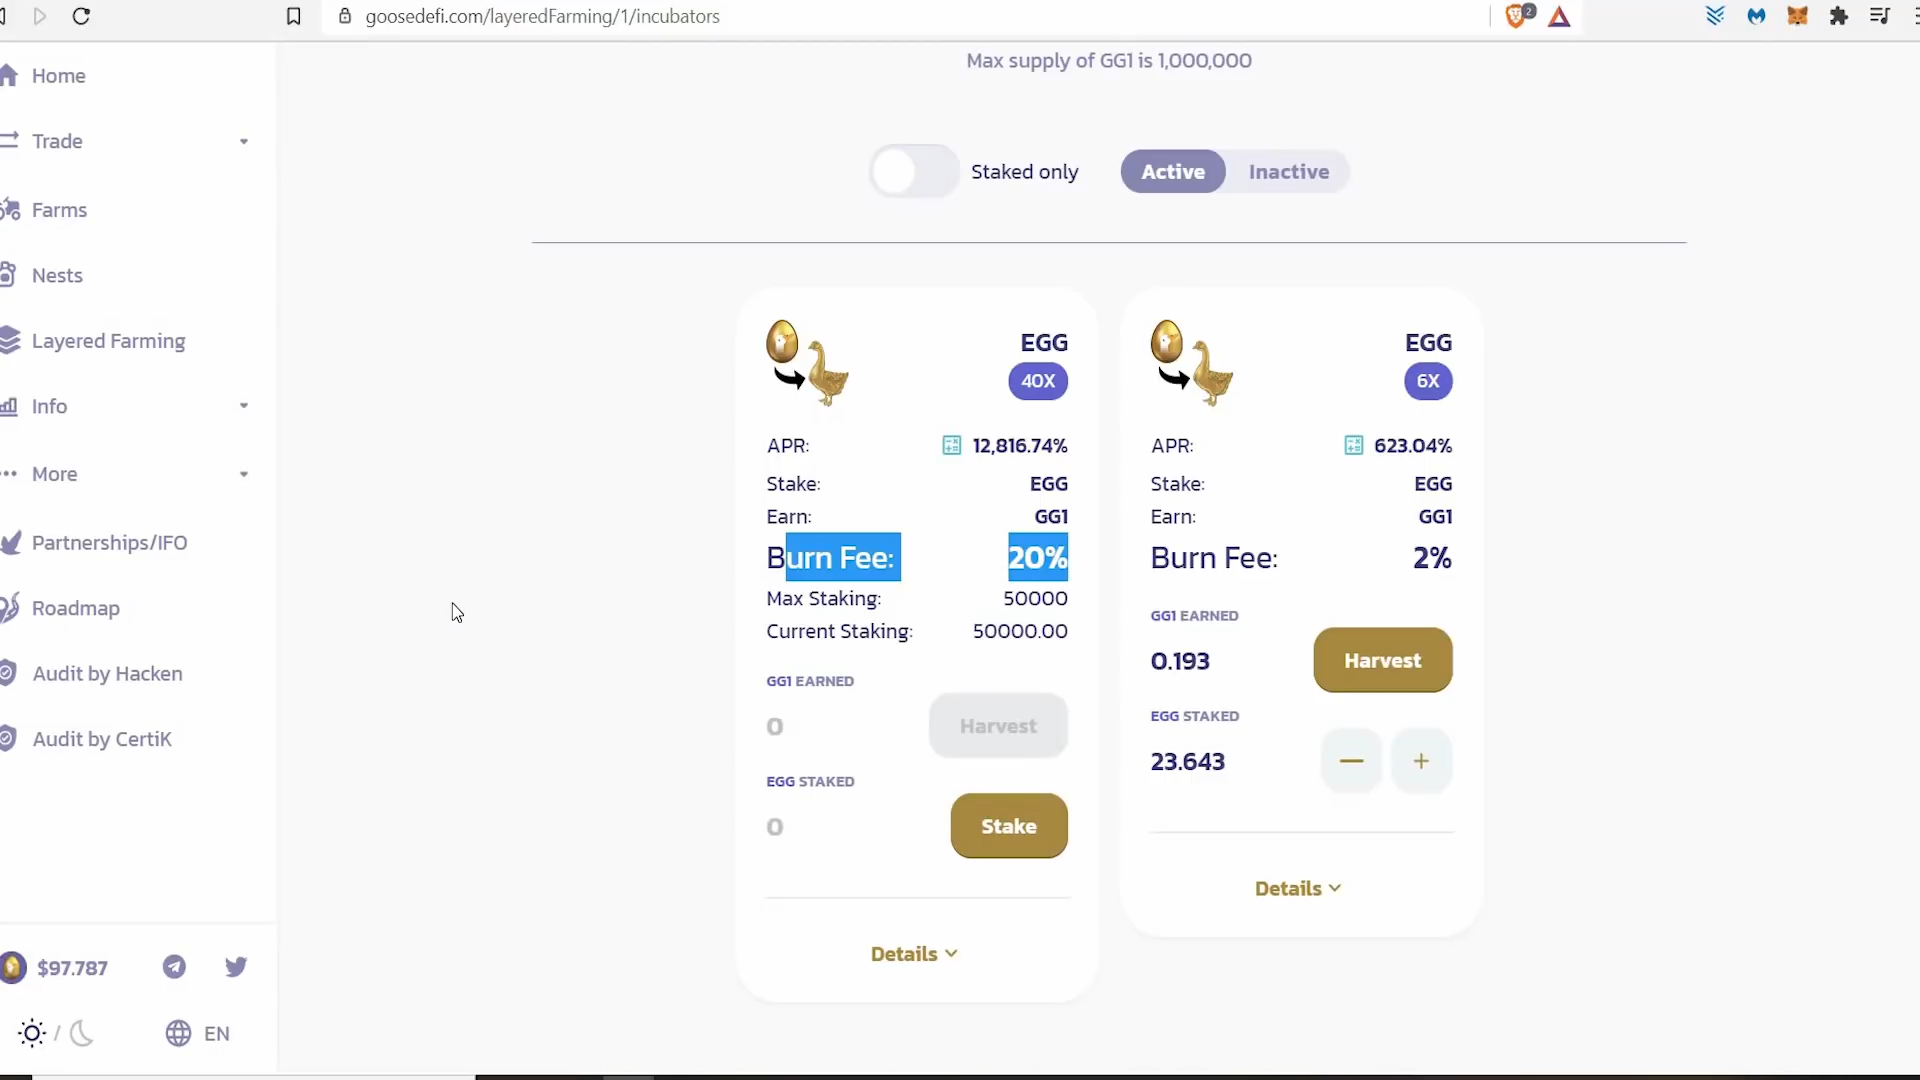 goosedefi.com/layeredFarming/1/incubators
2
Home
Trade
Farms
Nests
Layered Farming
Info
More
Partnerships/IFO
Roadmap
Audit by Hacken
Audit by CertiK
$97.787
/
EN
Max supply of GG1 is 1,000,000
Staked only
Active Inactive
EGG
40X
APR: 12,816.74%
Stake: EGG
Earn: GG1
Burn Fee: 20%
Max Staking: 50000
Current Staking: 50000.00
GG1 EARNED
0 Harvest
EGG STAKED
0 Stake
Details
EGG
6X
APR: 623.04%
Stake: EGG
Earn: GG1
Burn Fee: 2%
GG1 EARNED
0.193 Harvest
EGG STAKED
23.643 — +
Details